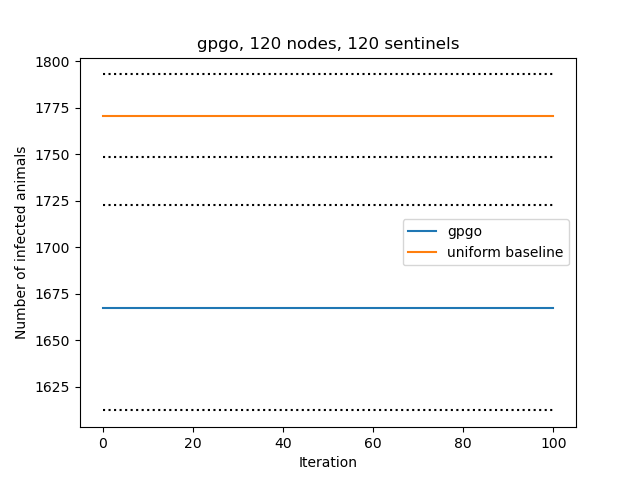 gpgo, 120 nodes, 120 sentinels
1800
1775
1750
1725
1700
1675
1650
1625
Number of infected animals
gpgo
uniform baseline
0 20 40 60 80 100
Iteration